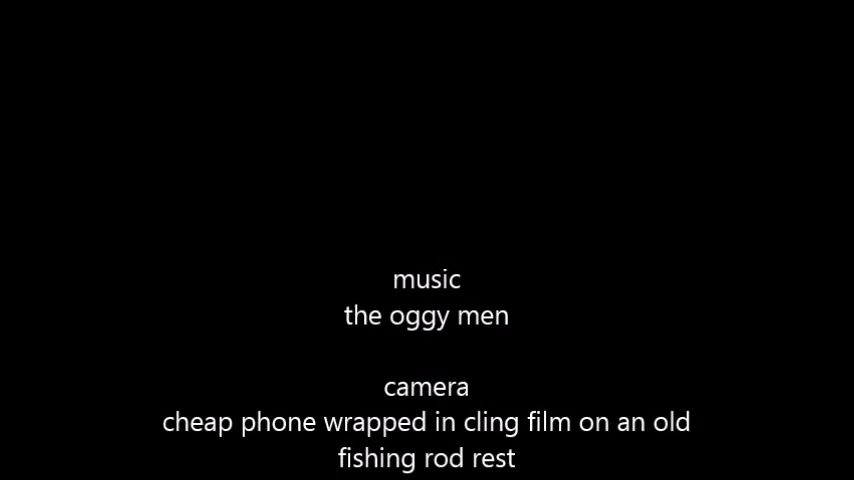 music
the oggy men
camera
cheap phone wrapped in cling film on an old
fishing rod rest